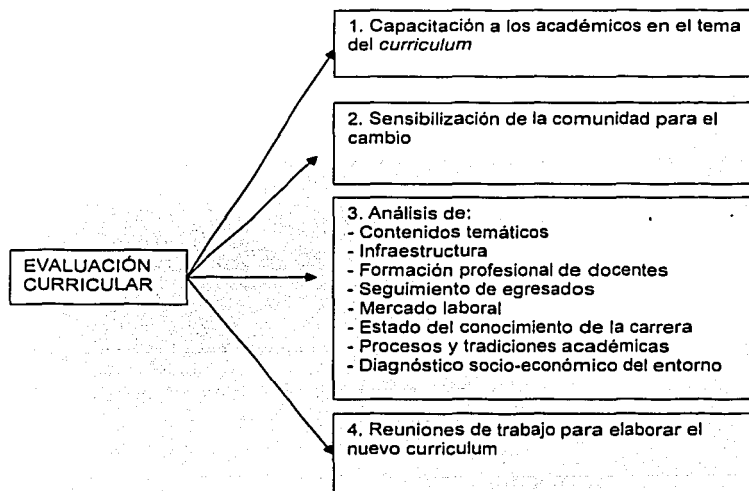 1. Capacitación a los académicos en el tema
del curriculum
2. Sensibilización de la comunidad para el
cambio
3. Análisis de:
- Contenidos temáticos
- Infraestructura
- Formación profesional de docentes
- Seguimiento de egresados
- Mercado laboral
- Estado del conocimiento de la carrera
- Procesos y tradiciones académicas
- Diagnóstico socio-económico del entorno
EVALUACIÓN
CURRICULAR
4. Reuniones de trabajo para elaborar el
nuevo curriculum